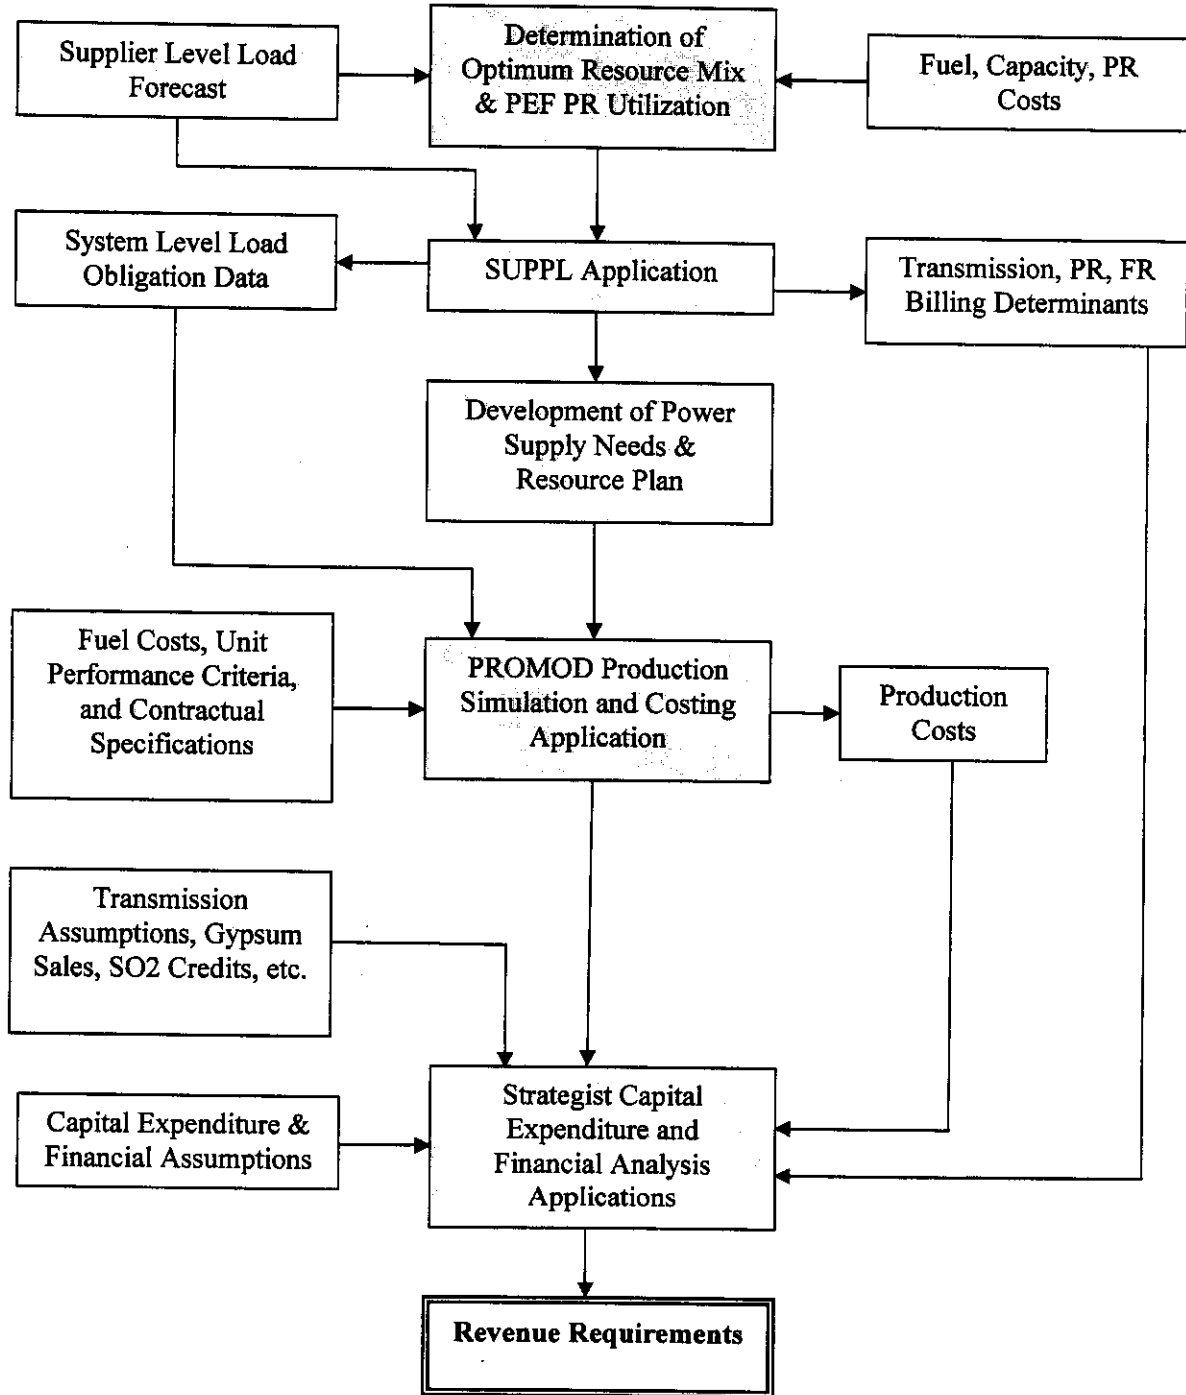 Supplier Level Load
Forecast
Determination of
Optimum Resource Mix
& PEF PR Utilization
Fuel, Capacity, PR
Costs
System Level Load
Obligation Data
SUPPL Application
Transmission, PR, FR
Billing Determinants
Development of Power
Supply Needs &
Resource Plan
Fuel Costs, Unit
Performance Criteria,
and Contractual
Specifications
PROMOD Production
Simulation and Costing
Application
Production
Costs
Transmission
Assumptions, Gypsum
Sales, SO2 Credits, etc.
Capital Expenditure &
Financial Assumptions
Strategist Capital
Expenditure and
Financial Analysis
Applications
Revenue Requirements